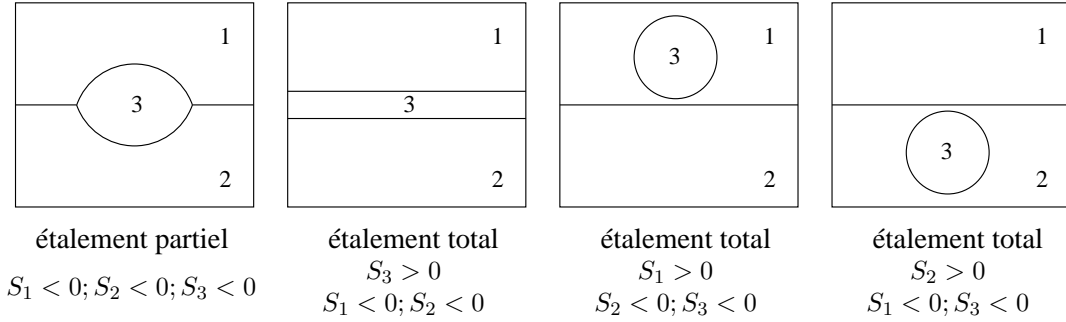 1
3
2
étalement partiel
$S_1 < 0; S_2 < 0; S_3 < 0$
1
3
2
étalement total
$S_3 > 0$
$S_1 < 0; S_2 < 0$
1
3
2
étalement total
$S_1 > 0$
$S_2 < 0; S_3 < 0$
1
3
2
étalement total
$S_2 > 0$
$S_1 < 0; S_3 < 0$